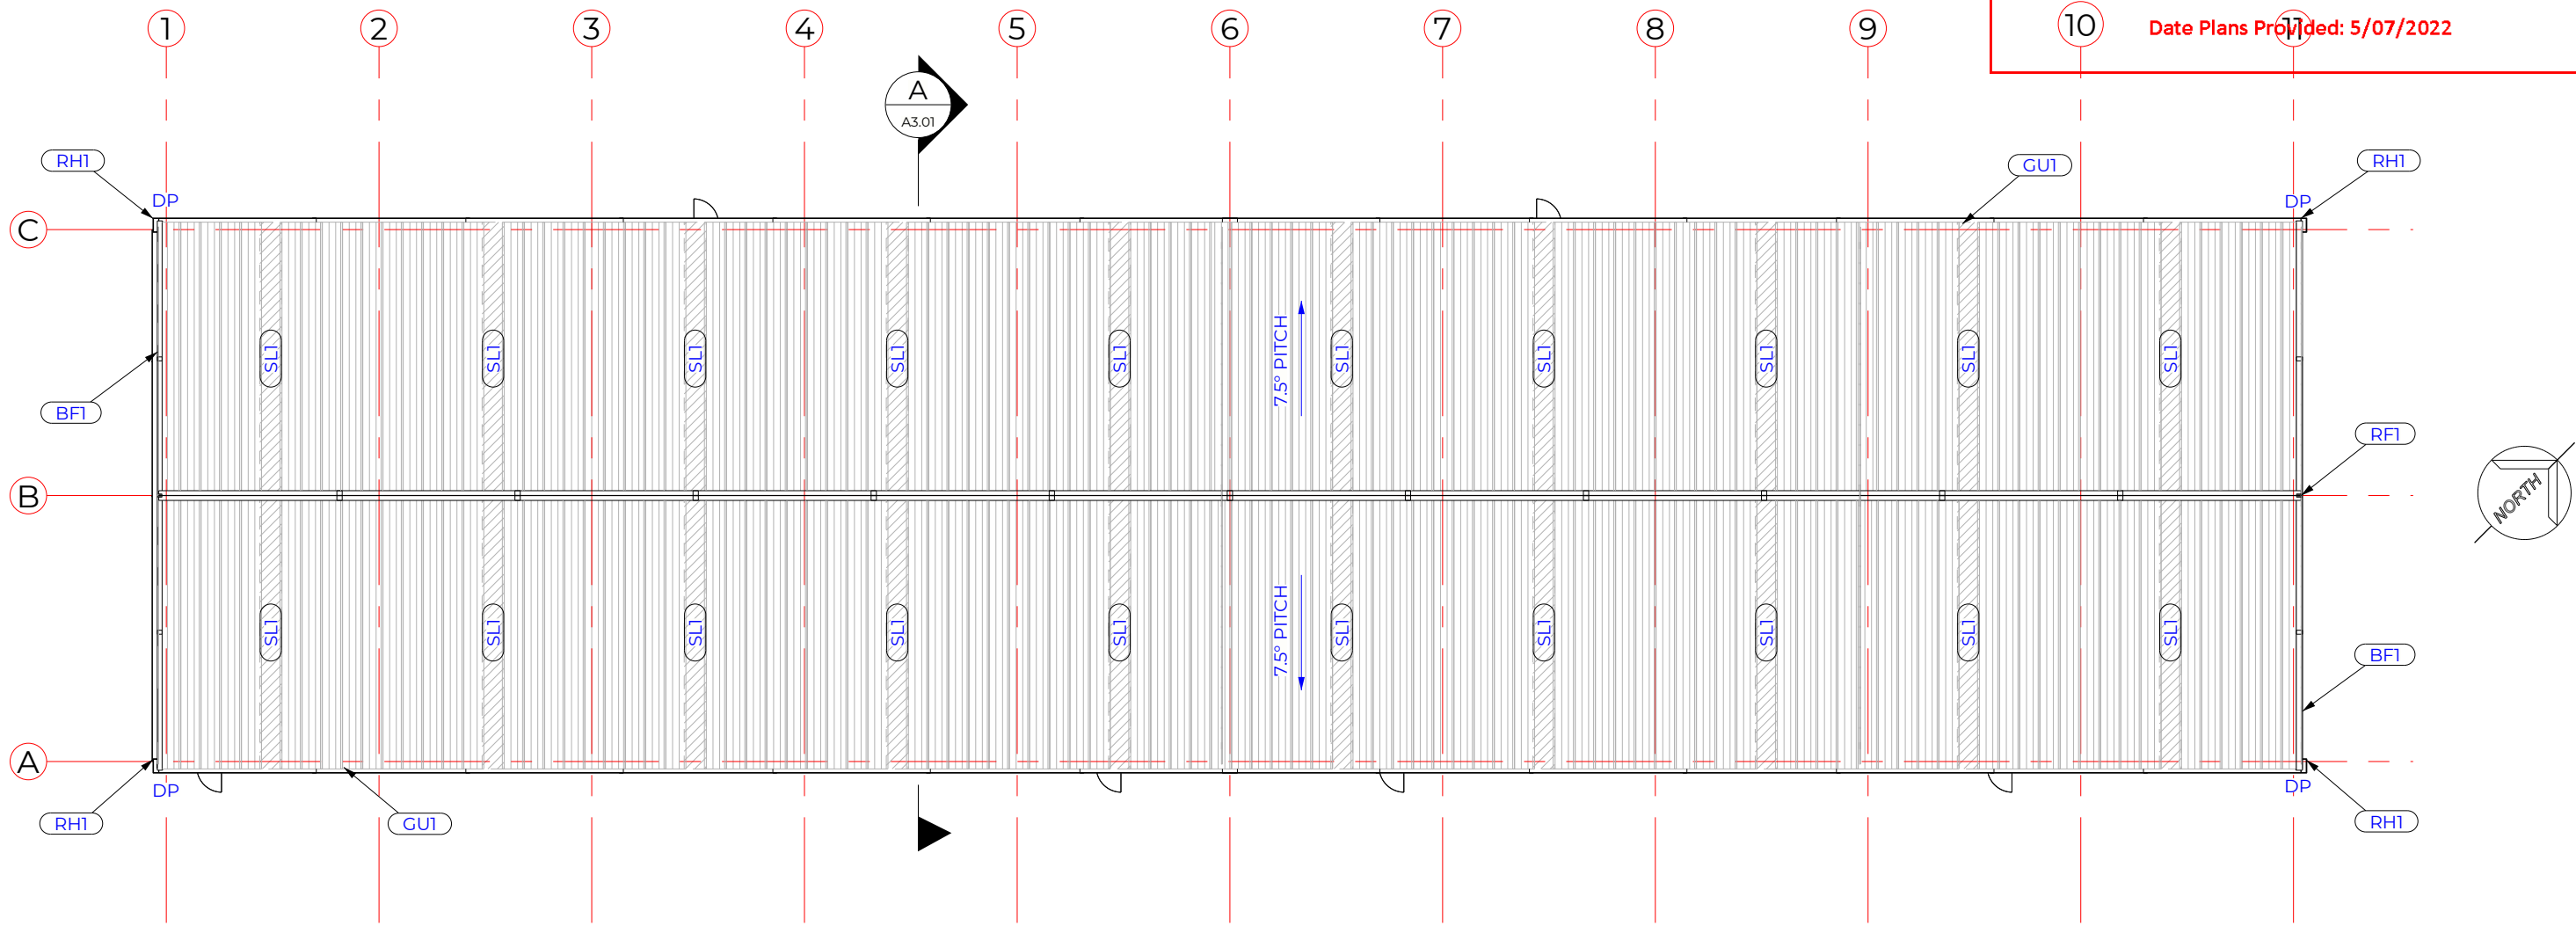 1 2 3 4 5 6 7 8 9 10 11
Date Plans Provided: 5/07/2022
A
A3.01
RH1
GU1
RH1
DP
DP
C
SL1 SL1 SL1 SL1 SL1 SL1 SL1 SL1 SL1 SL1
7.5° PITCH
BF1
RF1
B
NORTH
7.5° PITCH
SL1 SL1 SL1 SL1 SL1 SL1 SL1 SL1 SL1 SL1
BF1
A
DP
DP
RH1
GU1
RH1